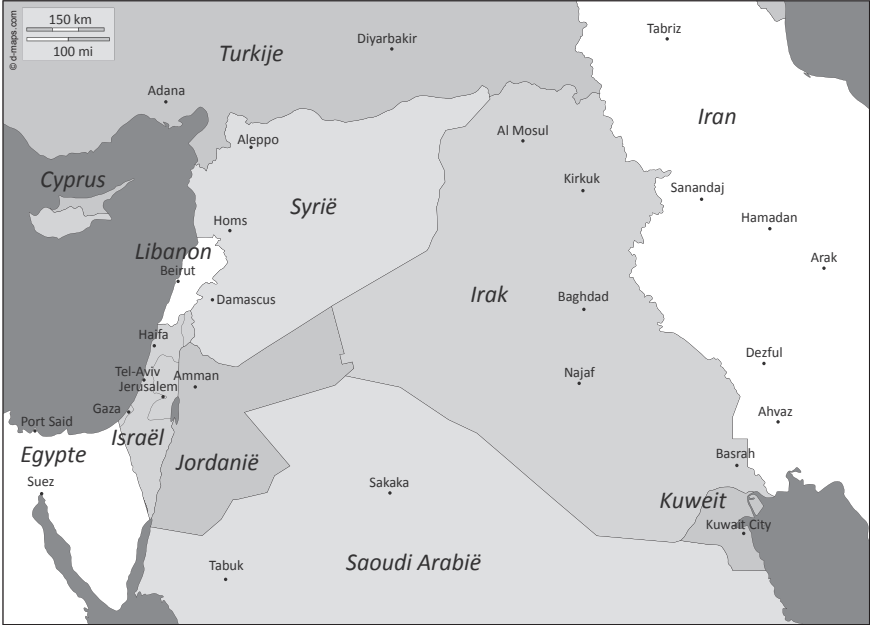 150 km
100 mi
© d-maps.com
Turkije
Diyarbakir
Tabriz
Adana
Iran
Aleppo
Al Mosul
Cyprus
Kirkuk
Sanandaj
Syrië
Homs
Hamadan
Libanon
Beirut
Arak
Irak
Damascus
Baghdad
Haifa
Dezful
Tel-Aviv
Amman
Najaf
Jerusalem
Gaza
Ahvaz
Port Said
Israël
Egypte
Jordanië
Basrah
Suez
Sakaka
Kuweit
Kuwait City
Tabuk
Saoudi Arabië